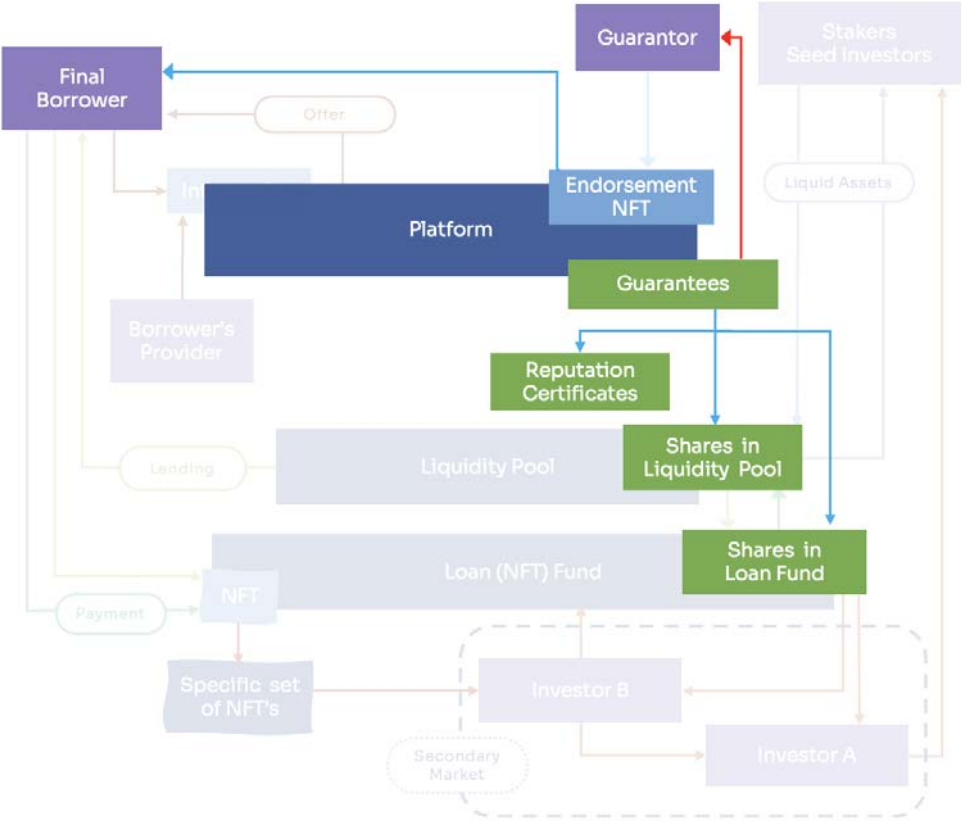 Guarantor
Stakers
Seed Investors
Final
Borrower
Offer
Endorsement
NFT
Liquid Assets
Platform
Guarantees
Borrower's
Provider
Reputation
Certificates
Shares in
Liquidity Pool
Liquidity Pool
Lending
Shares in
Loan Fund
Loan (NFT) Fund
NFT
Payment
Specific set
of NFT's
Investor B
Investor A
Secondary
Market